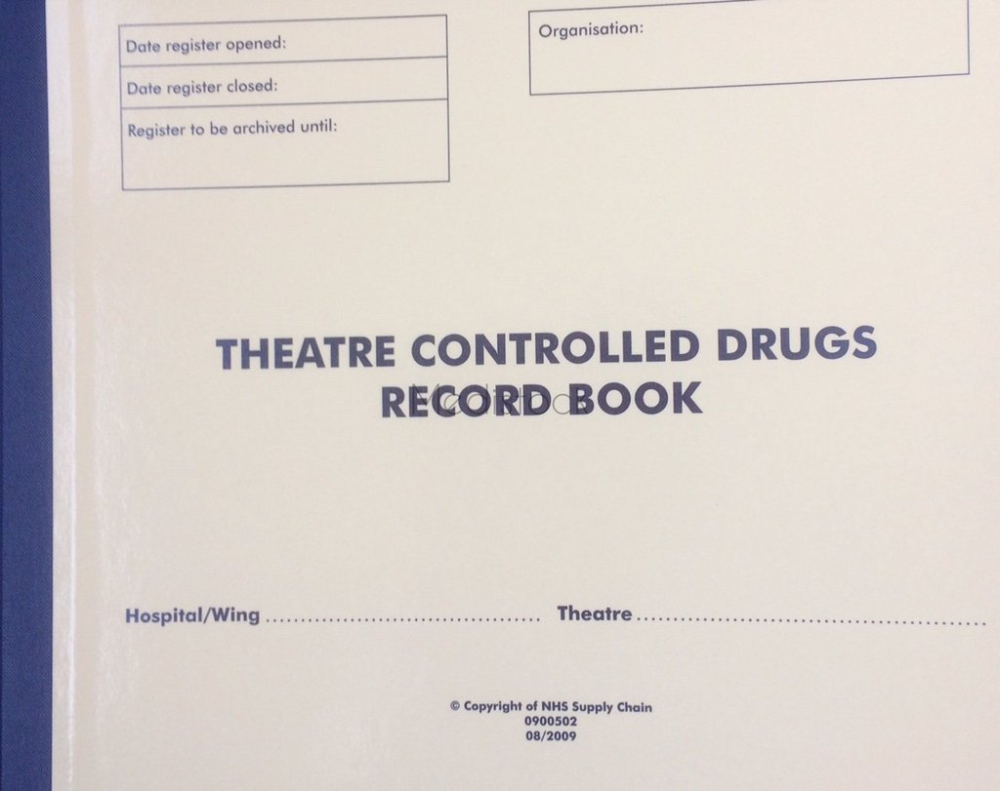 Date register opened:
Date register closed:
Register to be archived until:
Organisation:
THEATRE CONTROLLED DRUGS
RECORD BOOK
Medistock
Hospital/Wing ........................................ Theatre ..................................................
© Copyright of NHS Supply Chain
0900502
08/2009